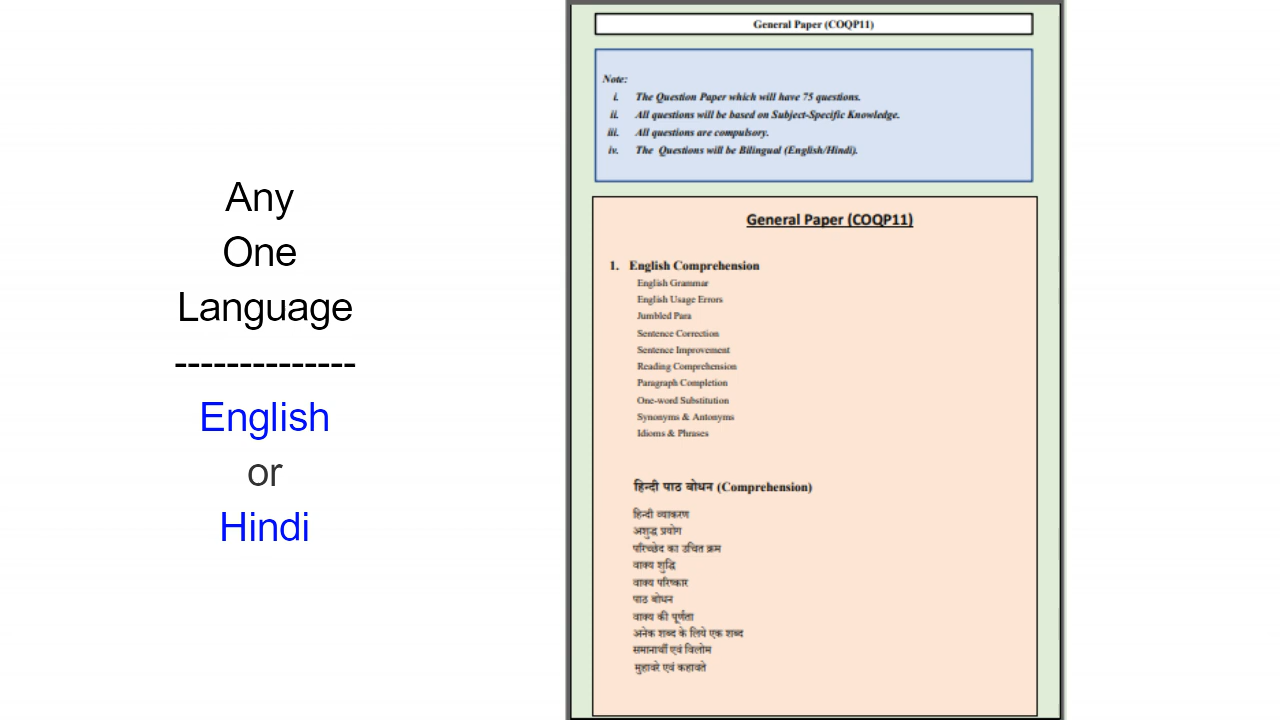 Any
One
Language
--------------
English
or
Hindi
General Paper (COQP11)
Note:
i. The Question Paper which will have 75 questions.
ii. All questions will be based on Subject-Specific Knowledge.
iii. All questions are compulsory.
iv. The Questions will be Bilingual (English/Hindi).
General Paper (COQP11)
1. English Comprehension
English Grammar
English Usage Errors
Jumbled Para
Sentence Correction
Sentence Improvement
Reading Comprehension
Paragraph Completion
One-word Substitution
Synonyms & Antonyms
Idioms & Phrases
हिन्दी पाठ बोधन (Comprehension)
हिन्दी व्याकरण
अशुद्ध प्रयोग
परिच्छेद का उचित क्रम
वाक्य शुद्धि
वाक्य परिष्कार
पाठ बोधन
वाक्य की पूर्णता
अनेक शब्द के लिये एक शब्द
समानार्थी एवं विलोम
मुहावरे एवं कहावते